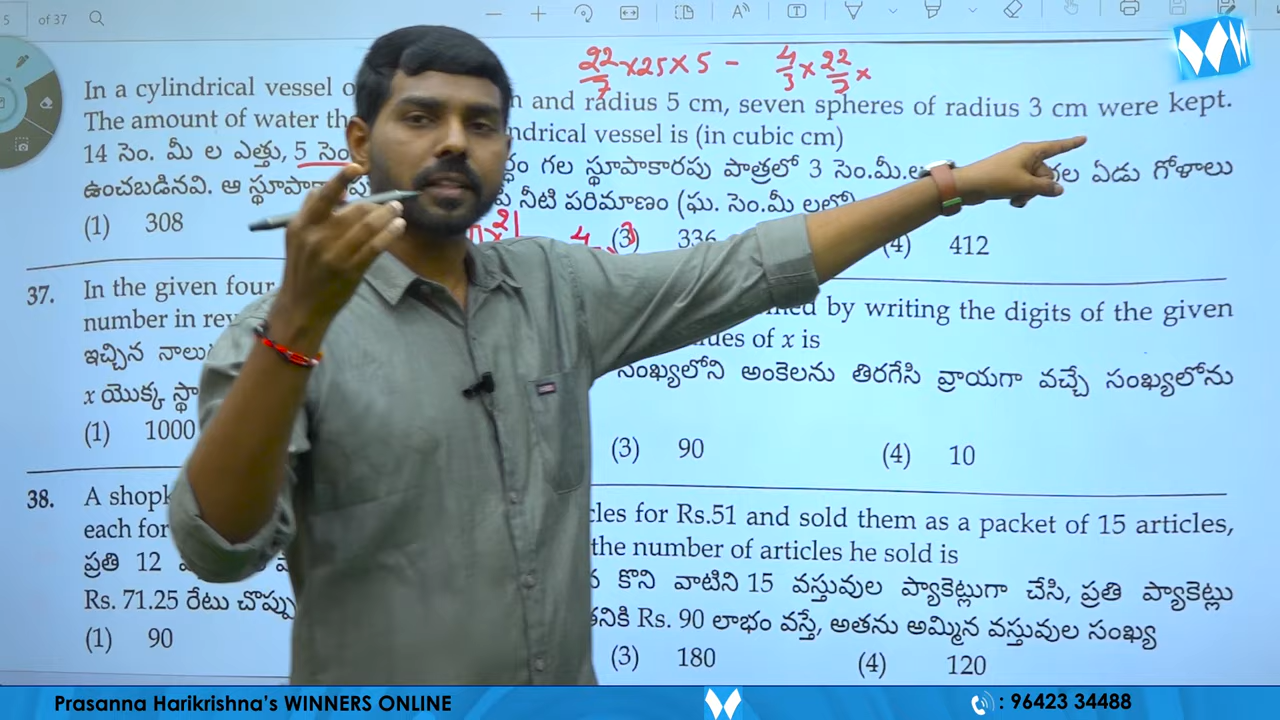 5 of 37
22/7 × 25 × 5 - 4/3 × 22/7 ×
In a cylindrical vessel o and radius 5 cm, seven spheres of radius 3 cm were kept.
The amount of water th ndrical vessel is (in cubic cm)
14 సెం. మీ ల ఎత్తు, 5 సెం ర్థం గల స్థూపాకారపు పాత్రలో 3 సెం.మీ.ల గల ఏడు గోళాలు
ఉంచబడినవి. ఆ స్థూపాకారపు నీటి పరిమాణం (ఘ. సెం.మీ లలో)
(1) 308 (3) 336 (4) 412
37. In the given four med by writing the digits of the given
number in rev ues of x is
ఇచ్చిన నాలు సంఖ్యలోని అంకెలను తిరగేసి వ్రాయగా వచ్చే సంఖ్యలోను
x యొక్క స్థా
(1) 1000 (3) 90 (4) 10
38. A shopk cles for Rs.51 and sold them as a packet of 15 articles,
each for the number of articles he sold is
ప్రతి 12 కొని వాటిని 15 వస్తువుల ప్యాకెట్లుగా చేసి, ప్రతి ప్యాకెట్లు
Rs. 71.25 రేటు చొప్పు తనికి Rs. 90 లాభం వస్తే, అతను అమ్మిన వస్తువుల సంఖ్య
(1) 90 (3) 180 (4) 120
Prasanna Harikrishna's WINNERS ONLINE : 96423 34488